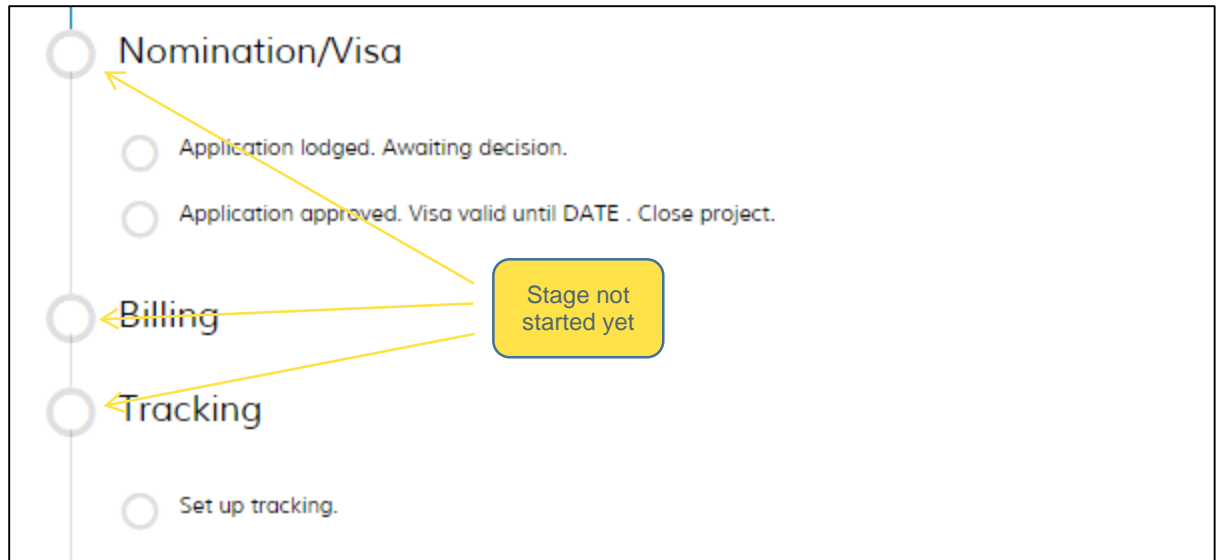 Nomination/Visa
Application lodged. Awaiting decision.
Application approved. Visa valid until DATE . Close project.
Stage not
started yet
Billing
Tracking
Set up tracking.